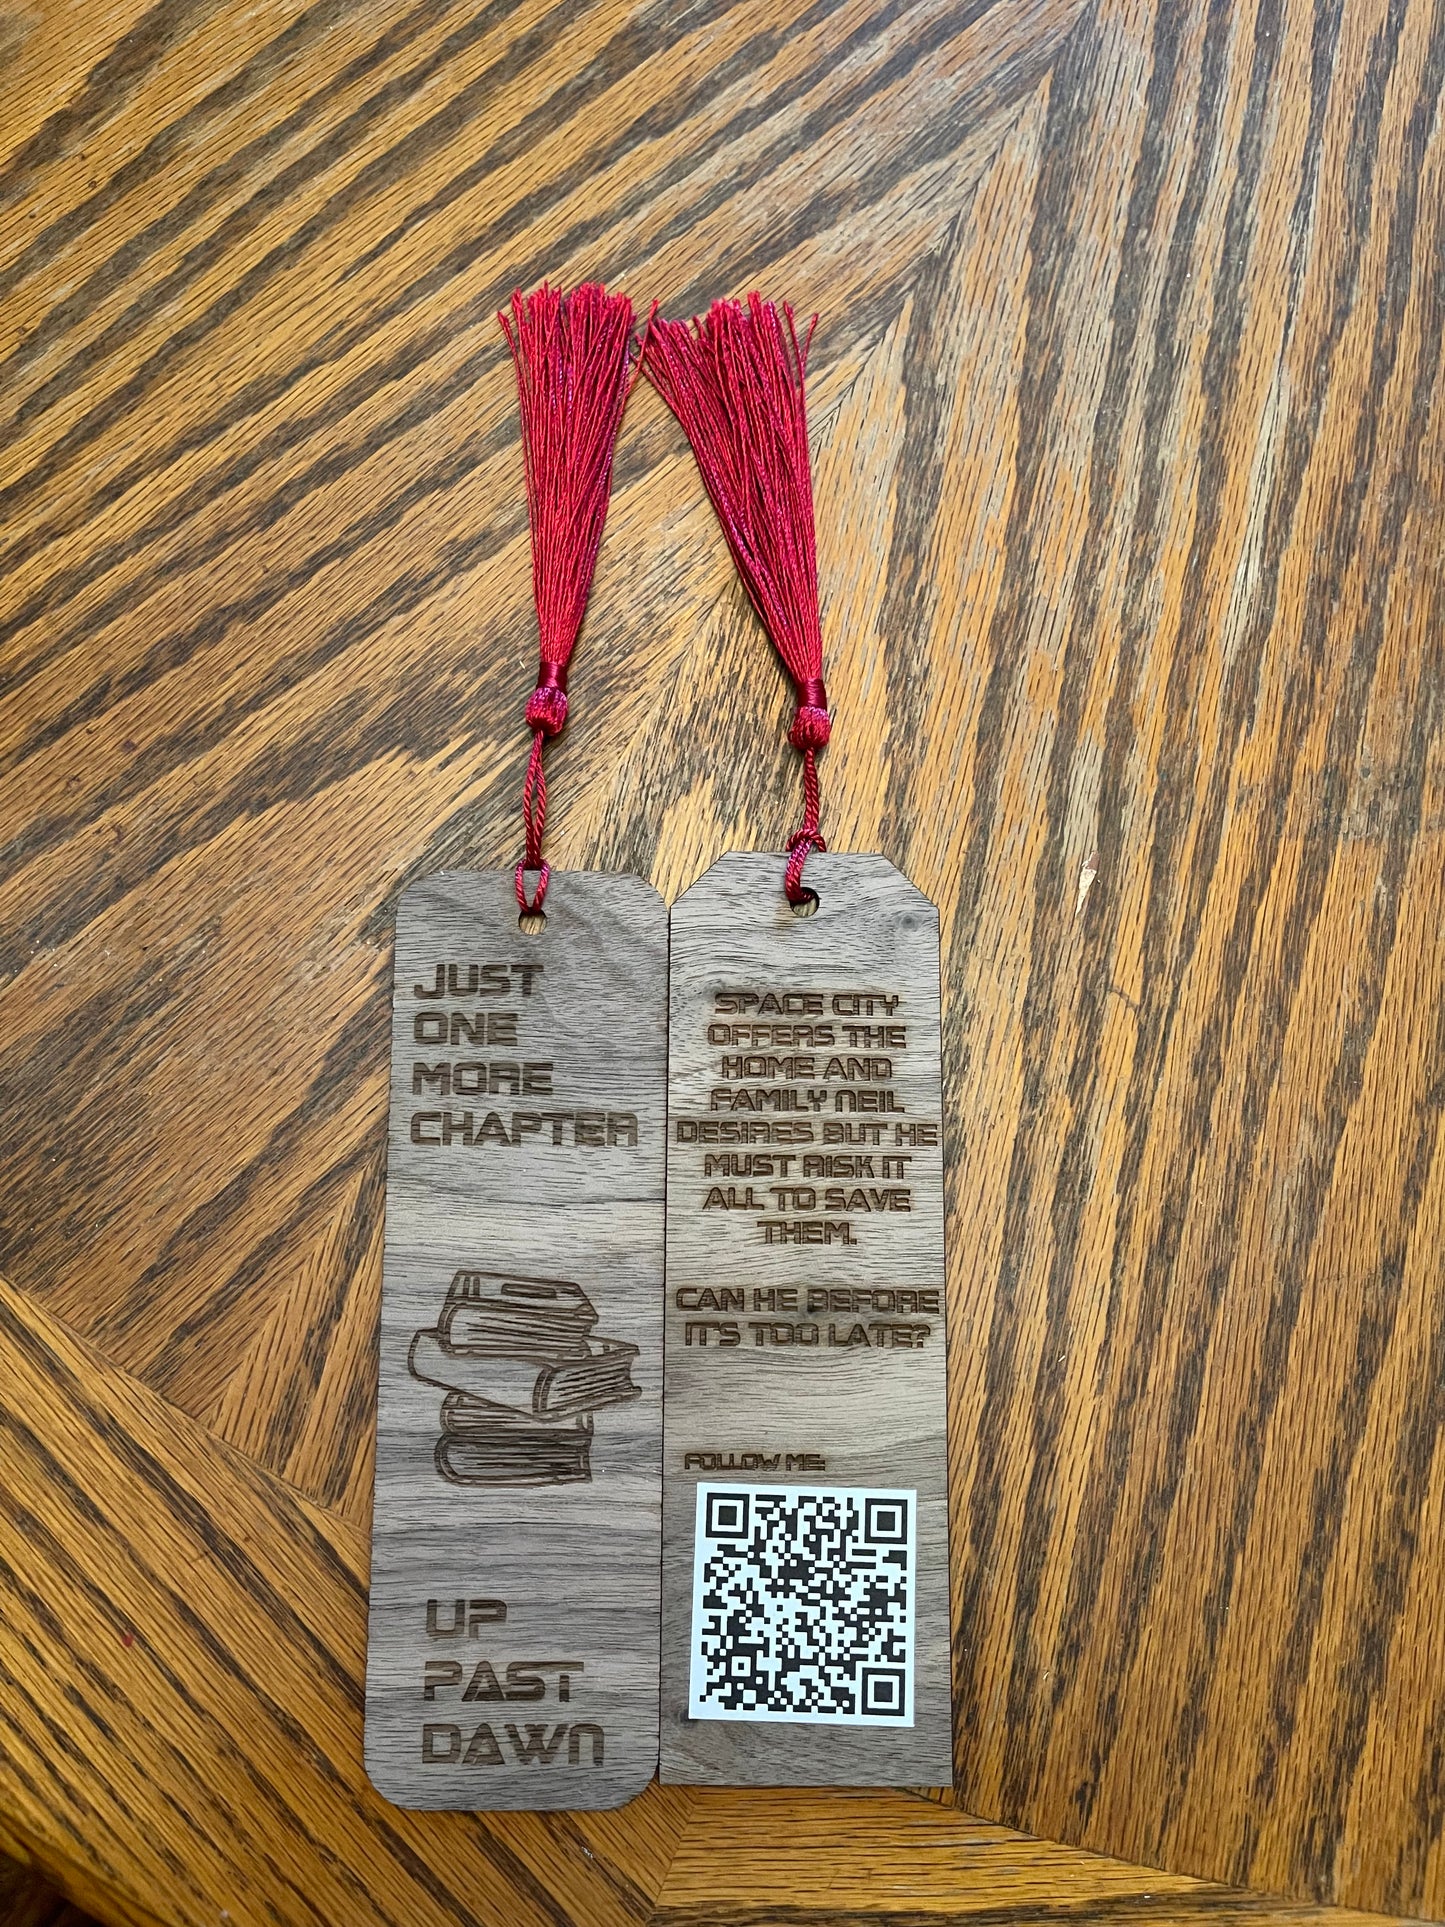 JUST
ONE
MORE
CHAPTER
UP
PAST
DAWN
SPACE CITY
OFFERS THE
HOME AND
FAMILY NEIL
DESIRES BUT HE
MUST RISK IT
ALL TO SAVE
THEM.
CAN HE BEFORE
IT'S TOO LATE?
FOLLOW ME: